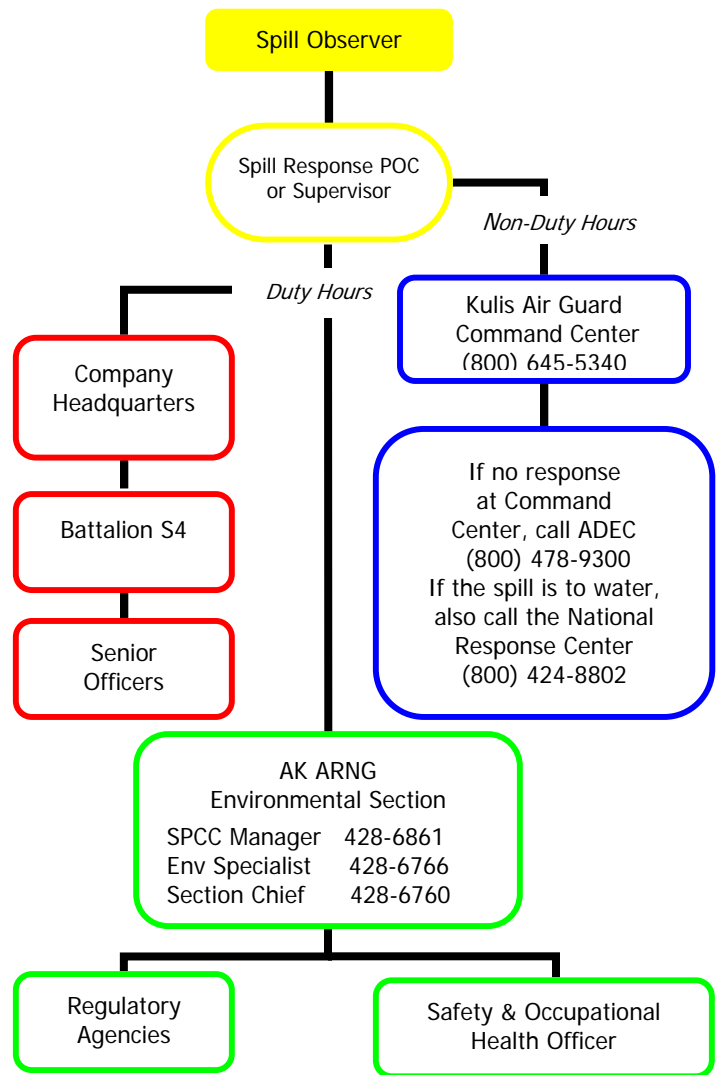 Spill Observer
Spill Response POC
or Supervisor
Non-Duty Hours
Duty Hours
Kulis Air Guard
Command Center
(800) 645-5340
Company
Headquarters
If no response
at Command
Center, call ADEC
(800) 478-9300
If the spill is to water,
also call the National
Response Center
(800) 424-8802
Battalion S4
Senior
Officers
AK ARNG
Environmental Section
SPCC Manager 428-6861
Env Specialist 428-6766
Section Chief 428-6760
Regulatory
Agencies
Safety & Occupational
Health Officer